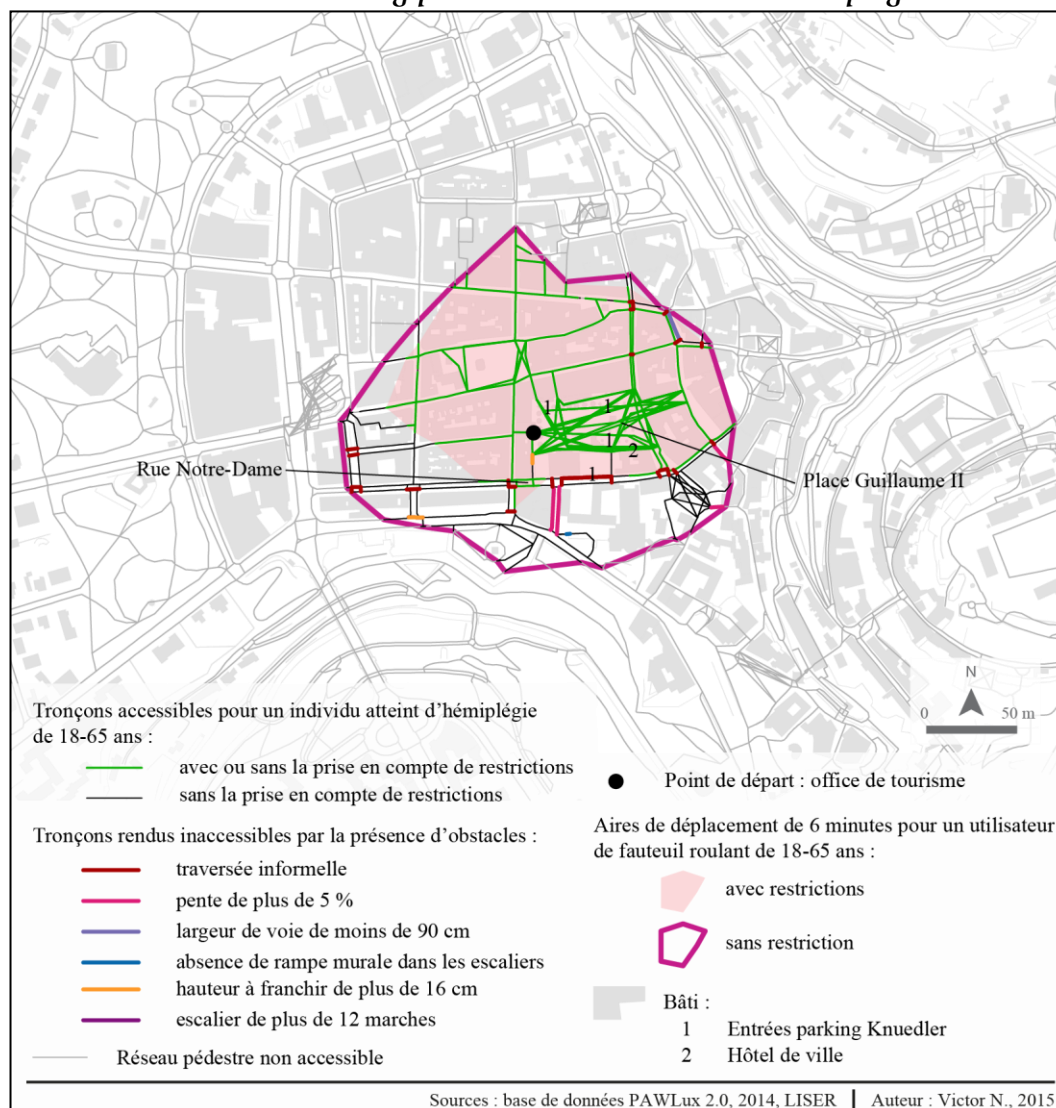 1
1
1
2
1
Rue Notre-Dame
Place Guillaume II
N
0 50 m
Tronçons accessibles pour un individu atteint d'hémiplégie
de 18-65 ans :
avec ou sans la prise en compte de restrictions
sans la prise en compte de restrictions
Tronçons rendus inaccessibles par la présence d'obstacles :
traversée informelle
pente de plus de 5 %
largeur de voie de moins de 90 cm
absence de rampe murale dans les escaliers
hauteur à franchir de plus de 16 cm
escalier de plus de 12 marches
Réseau pédestre non accessible
Point de départ : office de tourisme
Aires de déplacement de 6 minutes pour un utilisateur
de fauteuil roulant de 18-65 ans :
avec restrictions
sans restriction
Bâti :
1 Entrées parking Knuedler
2 Hôtel de ville
Sources : base de données PAWLux 2.0, 2014, LISER | Auteur : Victor N., 2015